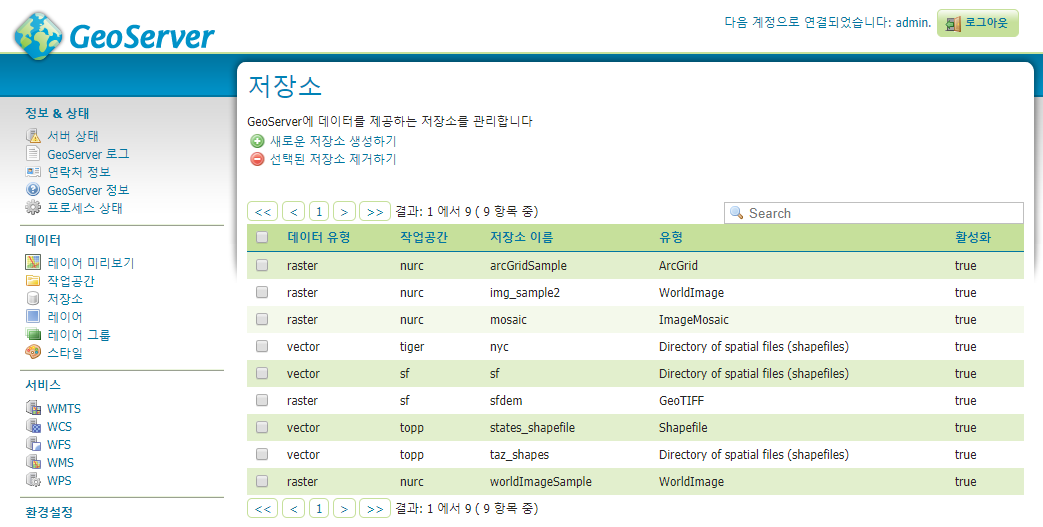 GeoServer
다음 계정으로 연결되었습니다: admin. 로그아웃
정보 & 상태
서버 상태
GeoServer 로그
연락처 정보
GeoServer 정보
프로세스 상태
데이터
레이어 미리보기
작업공간
저장소
레이어
레이어 그룹
스타일
서비스
WMTS
WCS
WFS
WMS
WPS
환경설정
저장소
GeoServer에 데이터를 제공하는 저장소를 관리합니다
새로운 저장소 생성하기
선택된 저장소 제거하기
<< < 1 > >> 결과: 1 에서 9 ( 9 항목 중) Search
데이터 유형 작업공간 저장소 이름 유형 활성화
raster nurc arcGridSample ArcGrid true
raster nurc img_sample2 WorldImage true
raster nurc mosaic ImageMosaic true
vector tiger nyc Directory of spatial files (shapefiles) true
vector sf sf Directory of spatial files (shapefiles) true
raster sf sfdem GeoTIFF true
vector topp states_shapefile Shapefile true
vector topp taz_shapes Directory of spatial files (shapefiles) true
raster nurc worldImageSample WorldImage true
<< < 1 > >> 결과: 1 에서 9 ( 9 항목 중)